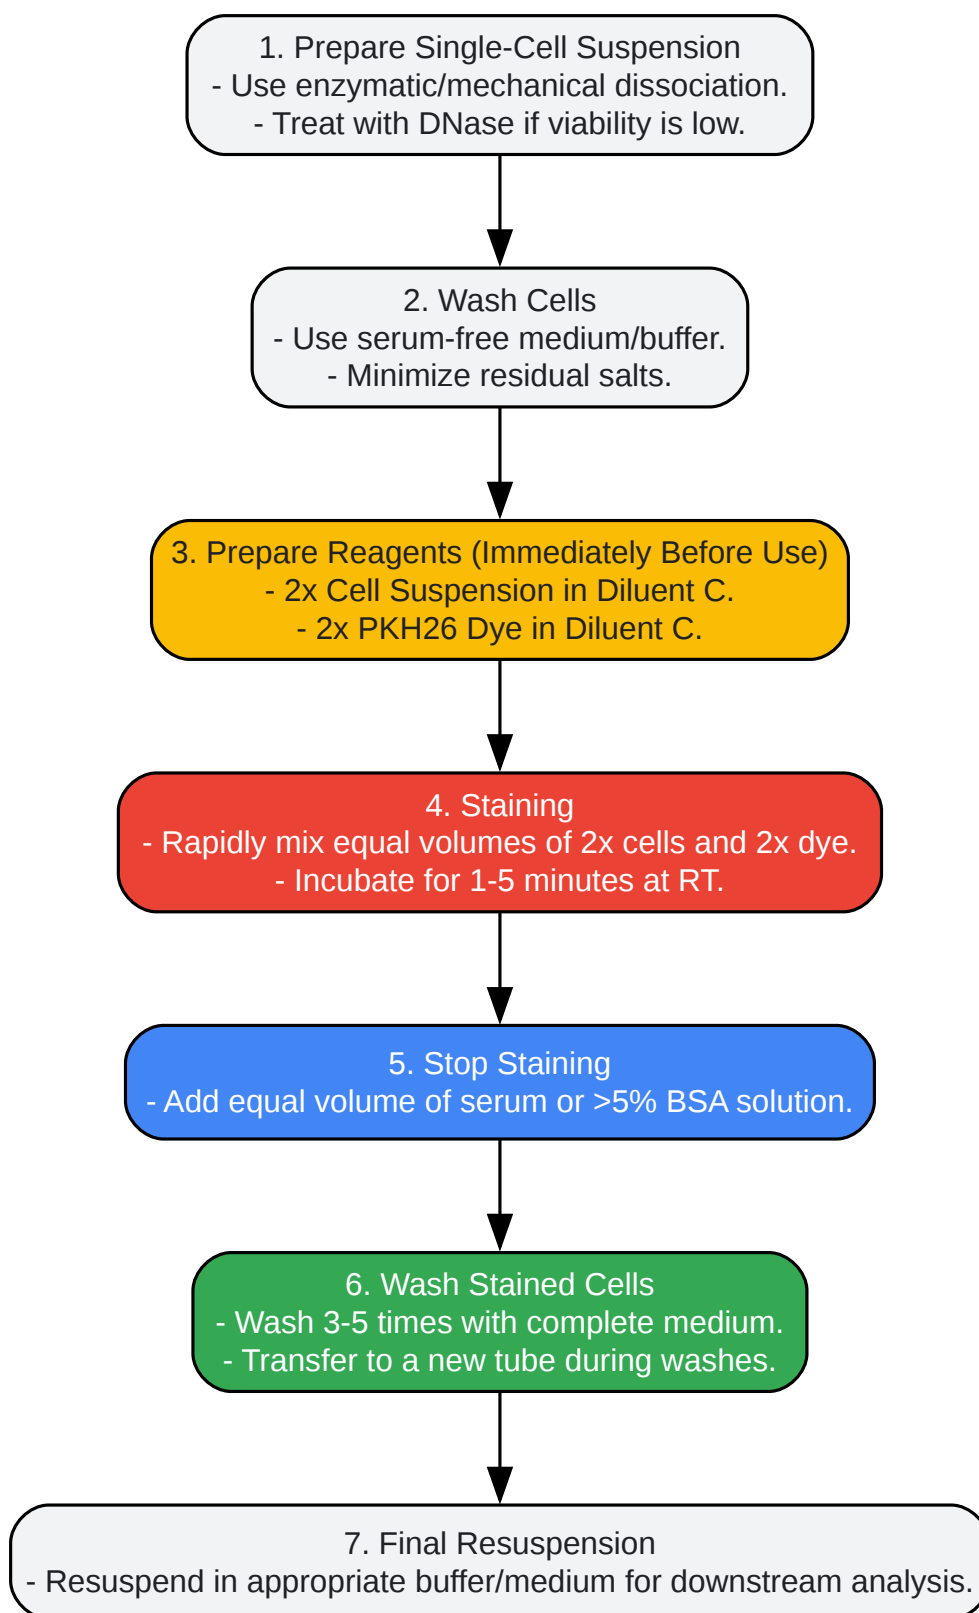 1. Prepare Single-Cell Suspension
- Use enzymatic/mechanical dissociation.
- Treat with DNase if viability is low.
2. Wash Cells
- Use serum-free medium/buffer.
- Minimize residual salts.
3. Prepare Reagents (Immediately Before Use)
- 2x Cell Suspension in Diluent C.
- 2x PKH26 Dye in Diluent C.
4. Staining
- Rapidly mix equal volumes of 2x cells and 2x dye.
- Incubate for 1-5 minutes at RT.
5. Stop Staining
- Add equal volume of serum or >5% BSA solution.
6. Wash Stained Cells
- Wash 3-5 times with complete medium.
- Transfer to a new tube during washes.
7. Final Resuspension
- Resuspend in appropriate buffer/medium for downstream analysis.